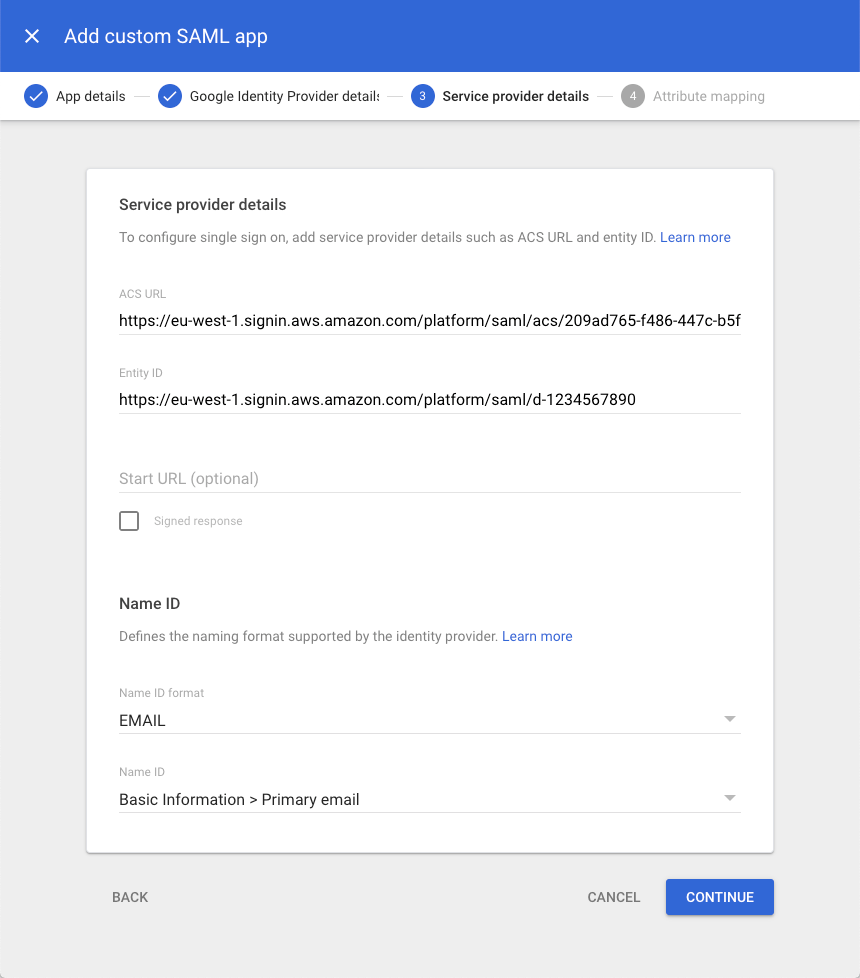 Add custom SAML app
App details
Google Identity Provider details
3 Service provider details
4 Attribute mapping
Service provider details
To configure single sign on, add service provider details such as ACS URL and entity ID. Learn more
ACS URL
https://eu-west-1.signin.aws.amazon.com/platform/saml/acs/209ad765-f486-447c-b5f
Entity ID
https://eu-west-1.signin.aws.amazon.com/platform/saml/d-1234567890
Start URL (optional)
Signed response
Name ID
Defines the naming format supported by the identity provider. Learn more
Name ID format
EMAIL
Name ID
Basic Information > Primary email
BACK
CANCEL
CONTINUE